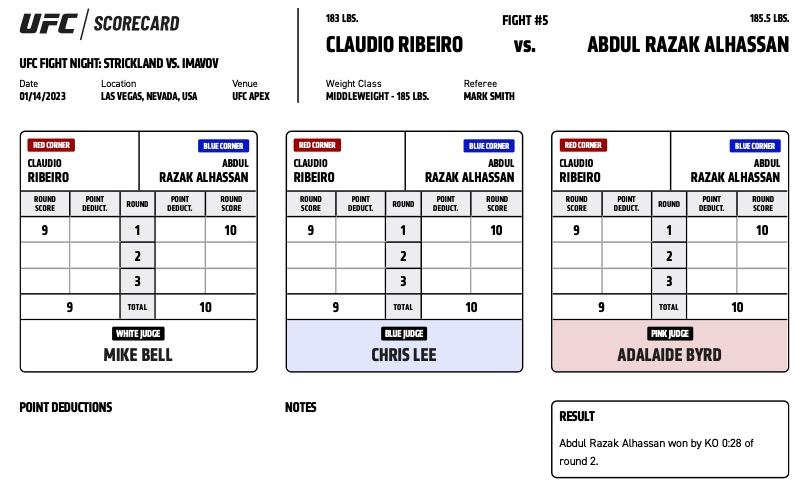 UFC SCORECARD
UFC FIGHT NIGHT: STRICKLAND VS. IMAVOV
Date Location Venue
01/14/2023 LAS VEGAS, NEVADA, USA UFC APEX
183 LBS. FIGHT #5 185.5 LBS.
CLAUDIO RIBEIRO vs. ABDUL RAZAK ALHASSAN
Weight Class Referee
MIDDLEWEIGHT - 185 LBS. MARK SMITH
RED CORNER BLUE CORNER
CLAUDIO ABDUL
RIBEIRO RAZAK ALHASSAN
ROUND POINT ROUND POINT ROUND
SCORE DEDUCT. DEDUCT. SCORE
9 1 10
2
3
9 TOTAL 10
WHITE JUDGE
MIKE BELL
RED CORNER BLUE CORNER
CLAUDIO ABDUL
RIBEIRO RAZAK ALHASSAN
ROUND POINT ROUND POINT ROUND
SCORE DEDUCT. DEDUCT. SCORE
9 1 10
2
3
9 TOTAL 10
BLUE JUDGE
CHRIS LEE
RED CORNER BLUE CORNER
CLAUDIO ABDUL
RIBEIRO RAZAK ALHASSAN
ROUND POINT ROUND POINT ROUND
SCORE DEDUCT. DEDUCT. SCORE
9 1 10
2
3
9 TOTAL 10
PINK JUDGE
ADALAIDE BYRD
POINT DEDUCTIONS
NOTES
RESULT
Abdul Razak Alhassan won by KO 0:28 of
round 2.